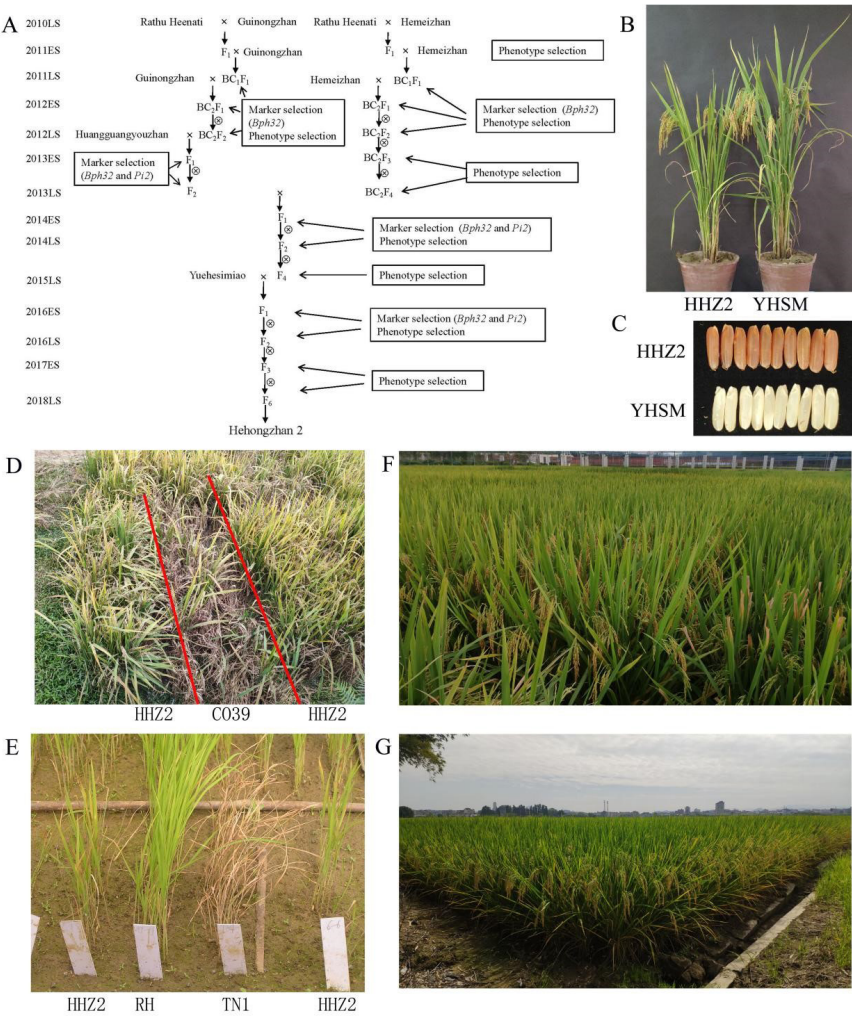 A
2010LS
Rathu Heenati × Guinongzhan
Rathu Heenati × Hemeizhan
2011ES
F1 × Guinongzhan
F1 × Hemeizhan
Phenotype selection
2011LS
Guinongzhan × BC1F1
Hemeizhan × BC1F1
2012ES
BC2F1
Marker selection
(Bph32)
Phenotype selection
BC2F1
Marker selection (Bph32)
Phenotype selection
⊗
⊗
2012LS
Huangguangyouzhan × BC2F2
BC2F2
⊗
2013ES
Marker selection
(Bph32 and Pi2)
F1
⊗
BC2F3
⊗
Phenotype selection
2013LS
F2 × BC2F4
2014ES
F1
⊗
Marker selection (Bph32 and Pi2)
Phenotype selection
2014LS
F2
⊗
2015LS
Yuehesimiao × F4
Phenotype selection
2016ES
F1
⊗
Marker selection (Bph32 and Pi2)
Phenotype selection
2016LS
F2
⊗
2017ES
F3
⊗
Phenotype selection
2018LS
F6
Hehongzhan 2
B
HHZ2 YHSM
C
HHZ2
YHSM
D
HHZ2 CO39 HHZ2
E
HHZ2 RH TN1 HHZ2
F
G